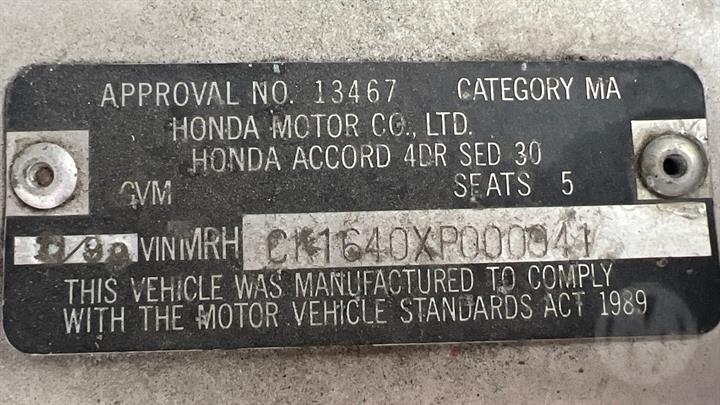 APPROVAL NO. 13467 CATEGORY MA
HONDA MOTOR CO., LTD.
HONDA ACCORD 4DR SED 30
GVM SEATS 5
VIN MRH
THIS VEHICLE WAS MANUFACTURED TO COMPLY
WITH THE MOTOR VEHICLE STANDARDS ACT 1989